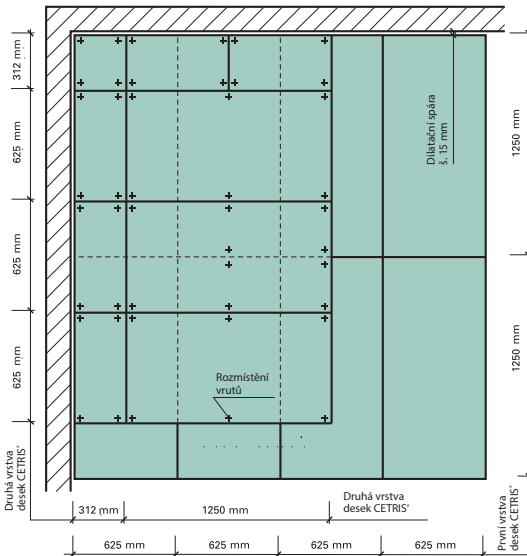 312 mm
625 mm
625 mm
625 mm
Druhá vrstva
desek CETRIS®
Dilatační spára
š. 15 mm
1250 mm
1250 mm
První vrstva
desek CETRIS®
Rozmístění
vrutů
312 mm
1250 mm
Druhá vrstva
desek CETRIS®
625 mm
625 mm
625 mm
625 mm